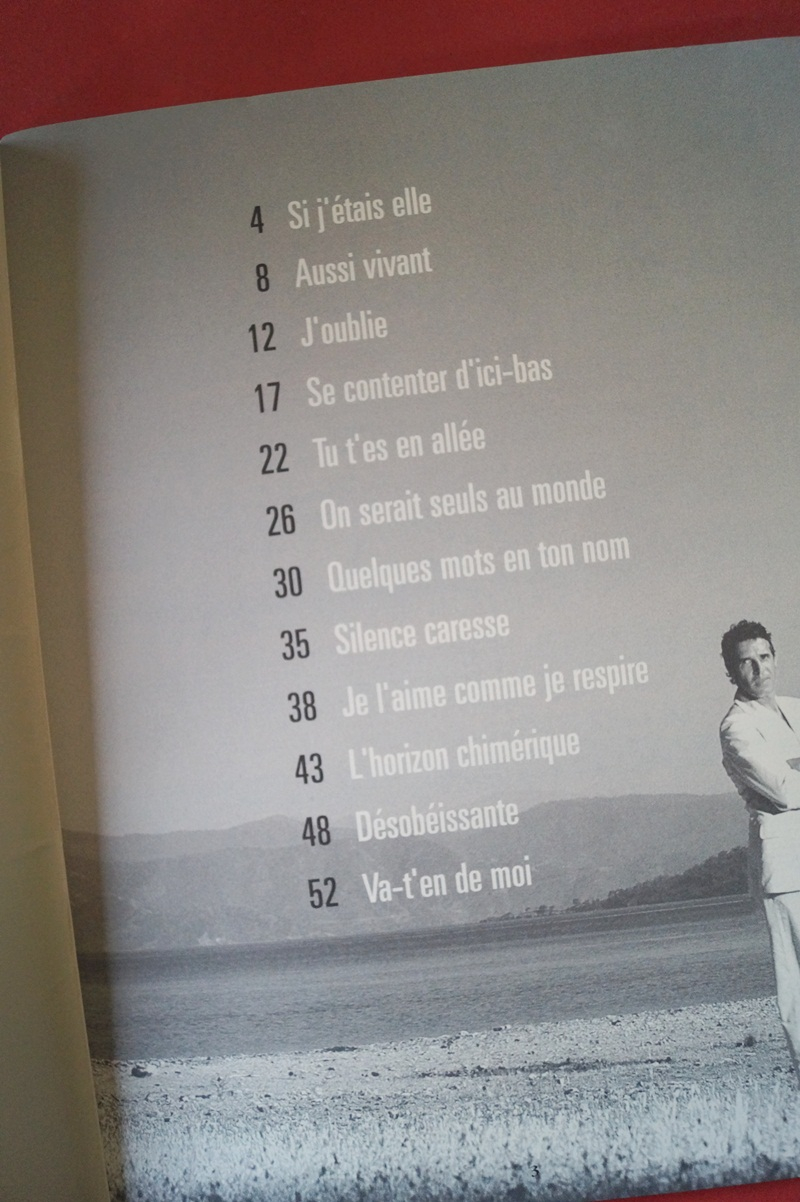 4 Si j'étais elle
8 Aussi vivant
12 J'oublie
17 Se contenter d'ici-bas
22 Tu t'es en allée
26 On serait seuls au monde
30 Quelques mots en ton nom
35 Silence caresse
38 Je l'aime comme je respire
43 L'horizon chimérique
48 Désobéissante
52 Va-t'en de moi
3